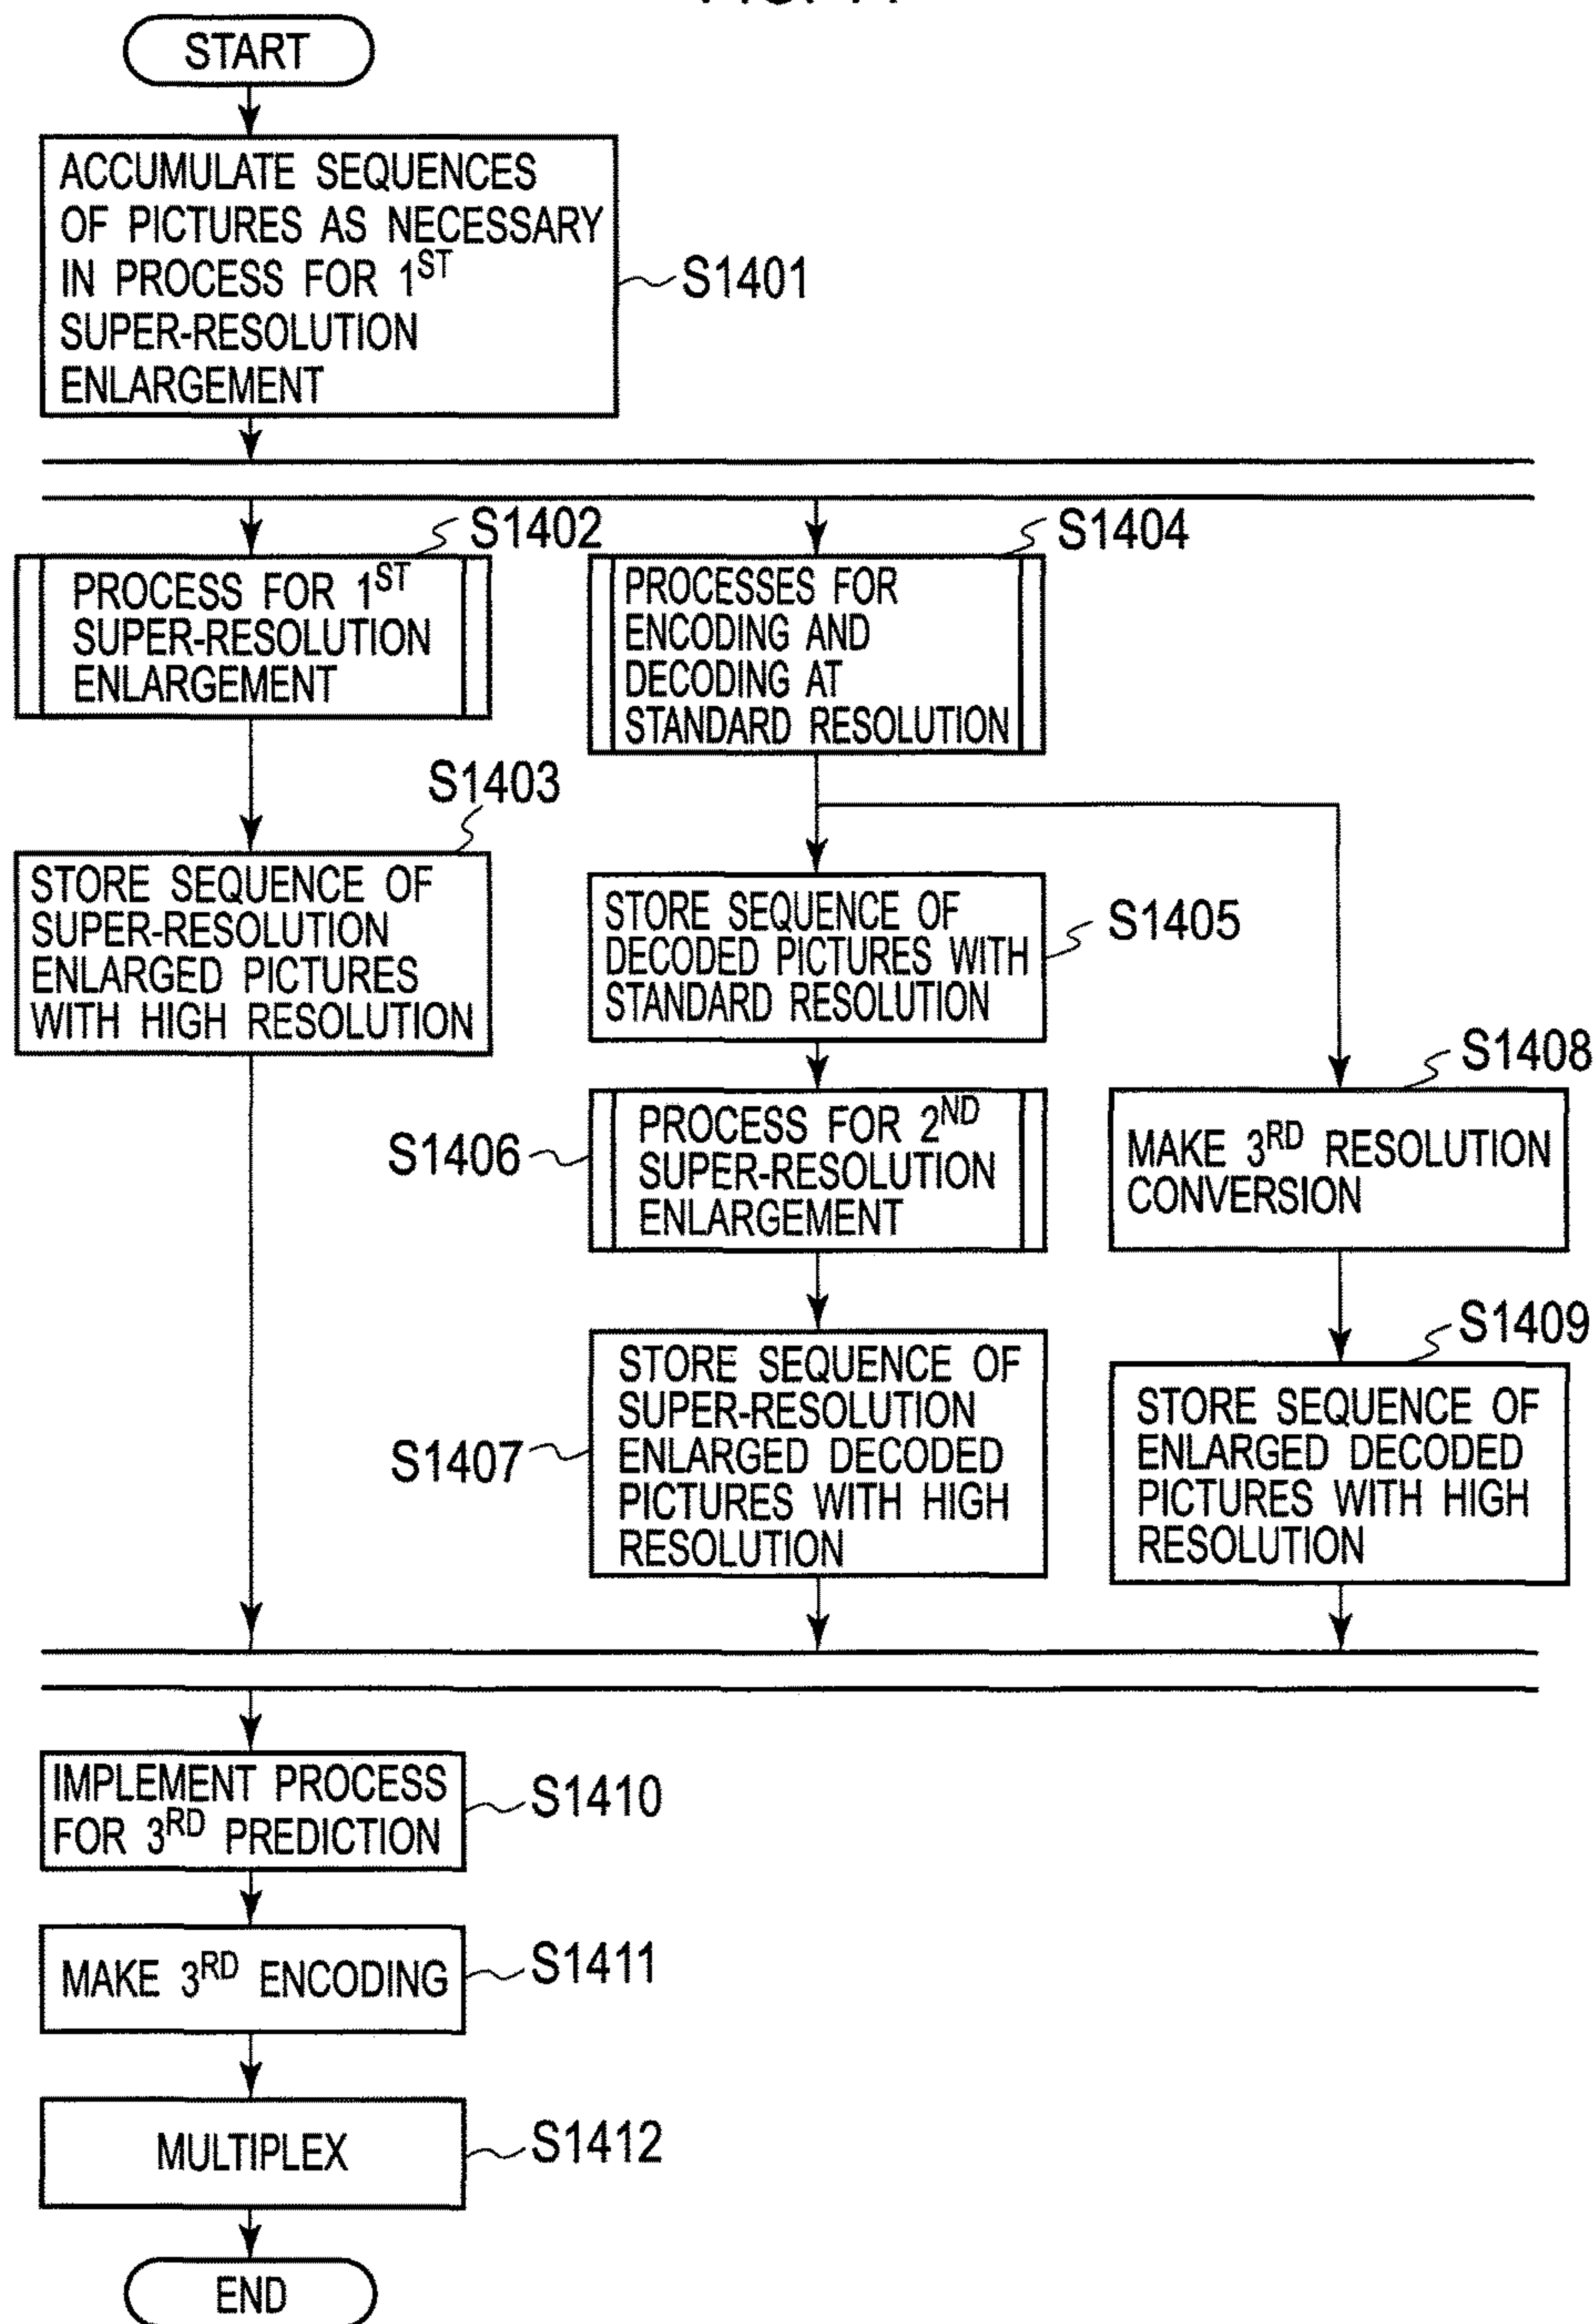 START
ACCUMULATE SEQUENCES
OF PICTURES AS NECESSARY
IN PROCESS FOR 1ST
SUPER-RESOLUTION
ENLARGEMENT
S1401
S1402
PROCESS FOR 1ST
SUPER-RESOLUTION
ENLARGEMENT
S1404
PROCESSES FOR
ENCODING AND
DECODING AT
STANDARD RESOLUTION
S1403
STORE SEQUENCE OF
SUPER-RESOLUTION
ENLARGED PICTURES
WITH HIGH RESOLUTION
STORE SEQUENCE OF
DECODED PICTURES WITH
STANDARD RESOLUTION
S1405
S1406
PROCESS FOR 2ND
SUPER-RESOLUTION
ENLARGEMENT
S1408
MAKE 3RD RESOLUTION
CONVERSION
S1407
STORE SEQUENCE OF
SUPER-RESOLUTION
ENLARGED DECODED
PICTURES WITH HIGH
RESOLUTION
S1409
STORE SEQUENCE OF
ENLARGED DECODED
PICTURES WITH HIGH
RESOLUTION
IMPLEMENT PROCESS
FOR 3RD PREDICTION
S1410
MAKE 3RD ENCODING
S1411
MULTIPLEX
S1412
END